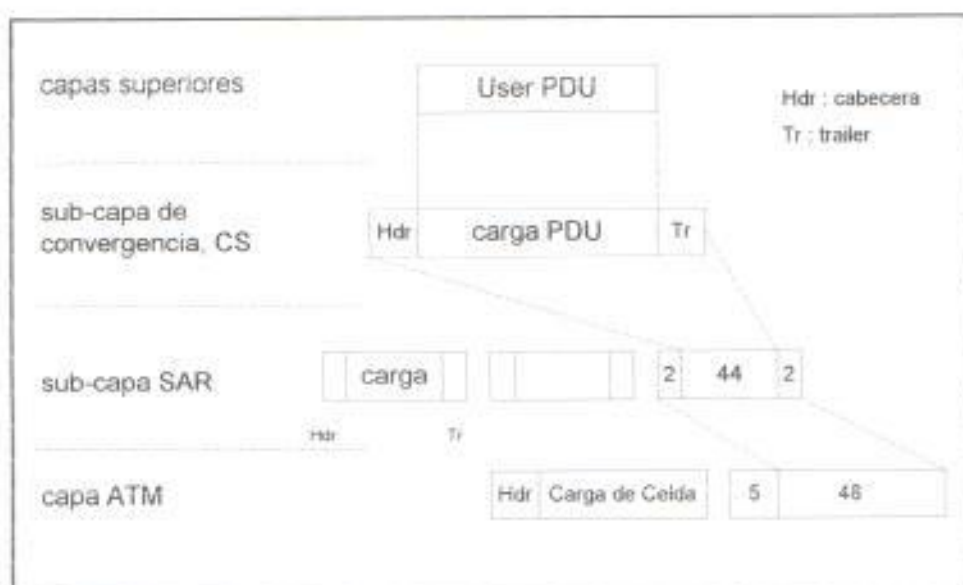 capas superiores
User PDU
Hdr : cabecera
Tr : trailer
sub-capa de
convergencia, CS
Hdr
carga PDU
Tr
sub-capa SAR
carga
2
44
2
Hdr
Tr
capa ATM
Hdr
Carga de Celda
5
48